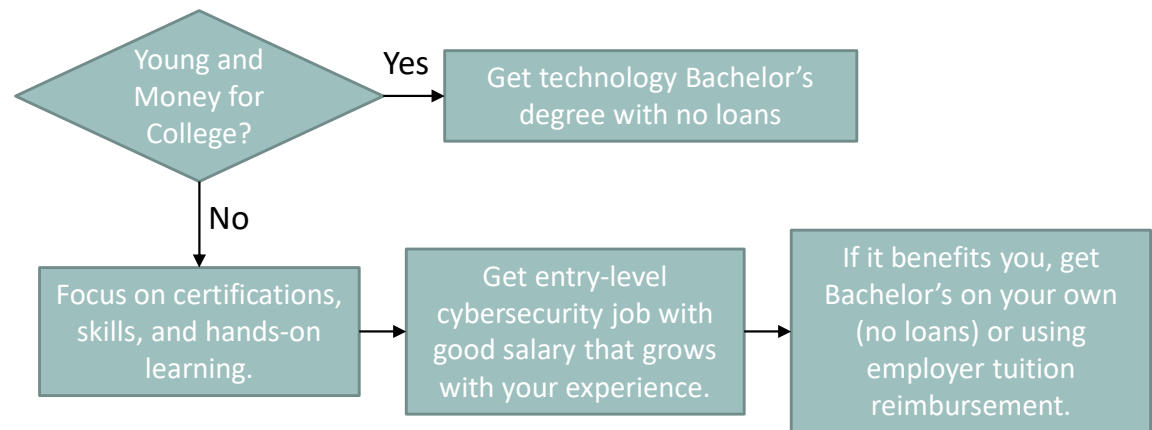 Young and
Money for
College?
Yes
Get technology Bachelor’s
degree with no loans
No
Focus on certifications,
skills, and hands-on
learning.
Get entry-level
cybersecurity job with
good salary that grows
with your experience.
If it benefits you, get
Bachelor’s on your own
(no loans) or using
employer tuition
reimbursement.